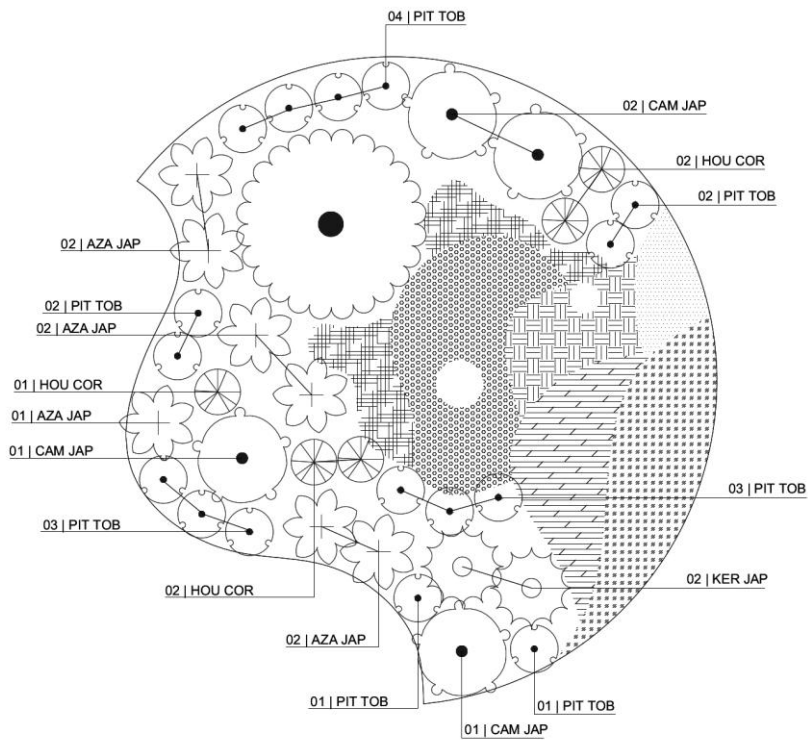 04 | PIT TOB
02 | CAM JAP
02 | HOU COR
02 | PIT TOB
02 | AZA JAP
02 | PIT TOB
02 | AZA JAP
01 | HOU COR
01 | AZA JAP
01 | CAM JAP
03 | PIT TOB
03 | PIT TOB
02 | HOU COR
02 | KER JAP
02 | AZA JAP
01 | PIT TOB
01 | PIT TOB
01 | CAM JAP